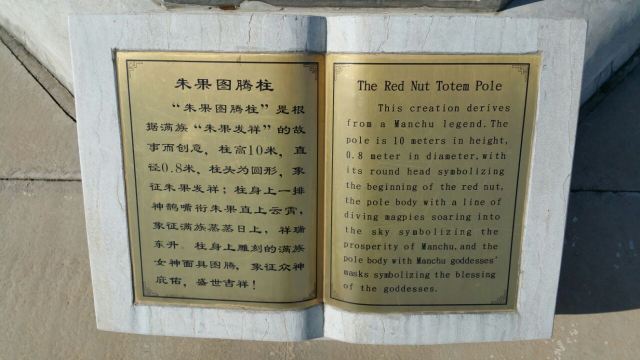 朱果图腾柱
“朱果图腾柱”是根
据满族“朱果发祥”的故
事而创意，柱高10米，直
径0.8米，柱头为圆形，象
征朱果发祥；柱身上一排
神鹊嘴衔朱果直上云霄，
象征满族蒸蒸日上，祥瑞
东升。柱身上雕刻的满族
女神面具图腾，象征众神
庇佑，盛世吉祥！
The Red Nut Totem Pole
This creation derives
from a Manchu legend. The
pole is 10 meters in height,
0.8 meter in diameter, with
its round head symbolizing
the beginning of the red nut,
the pole body with a line of
diving magpies soaring into
the sky symbolizing the
prosperity of Manchu, and the
pole body with Manchu goddesses'
masks symbolizing the blessing
of the goddesses.